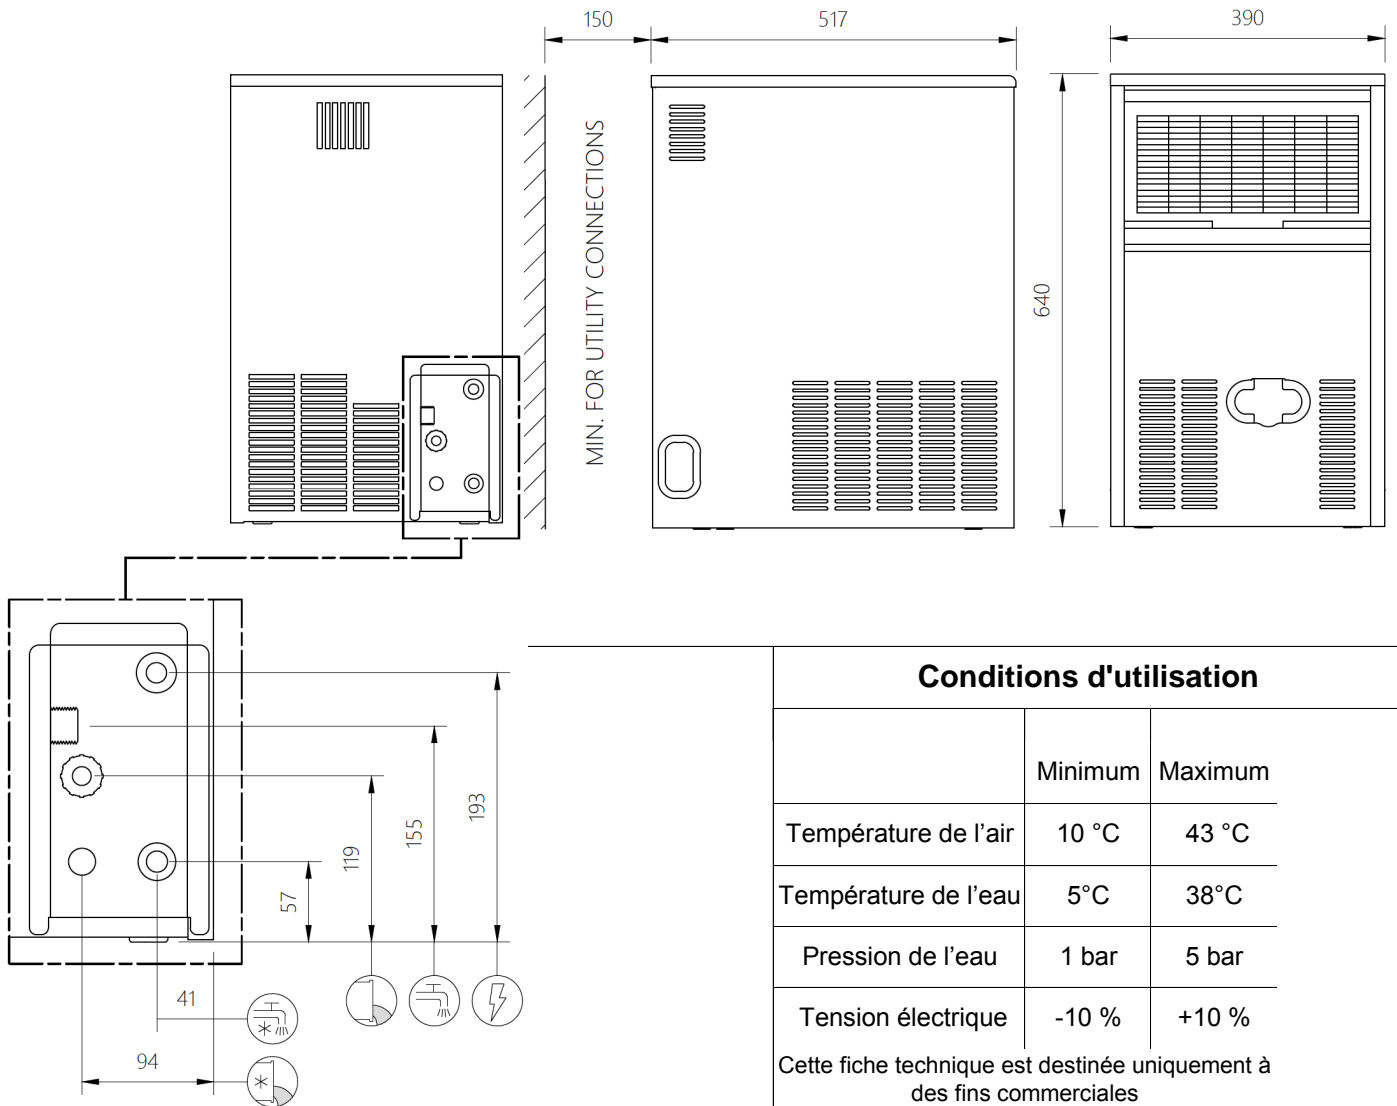 150
517
390
MIN. FOR UTILITY CONNECTIONS
640
193
155
119
57
41
94
Conditions d'utilisation
Minimum Maximum
Température de l’air 10 °C 43 °C
Température de l’eau 5°C 38°C
Pression de l’eau 1 bar 5 bar
Tension électrique -10 % +10 %
Cette fiche technique est destinée uniquement à
des fins commerciales